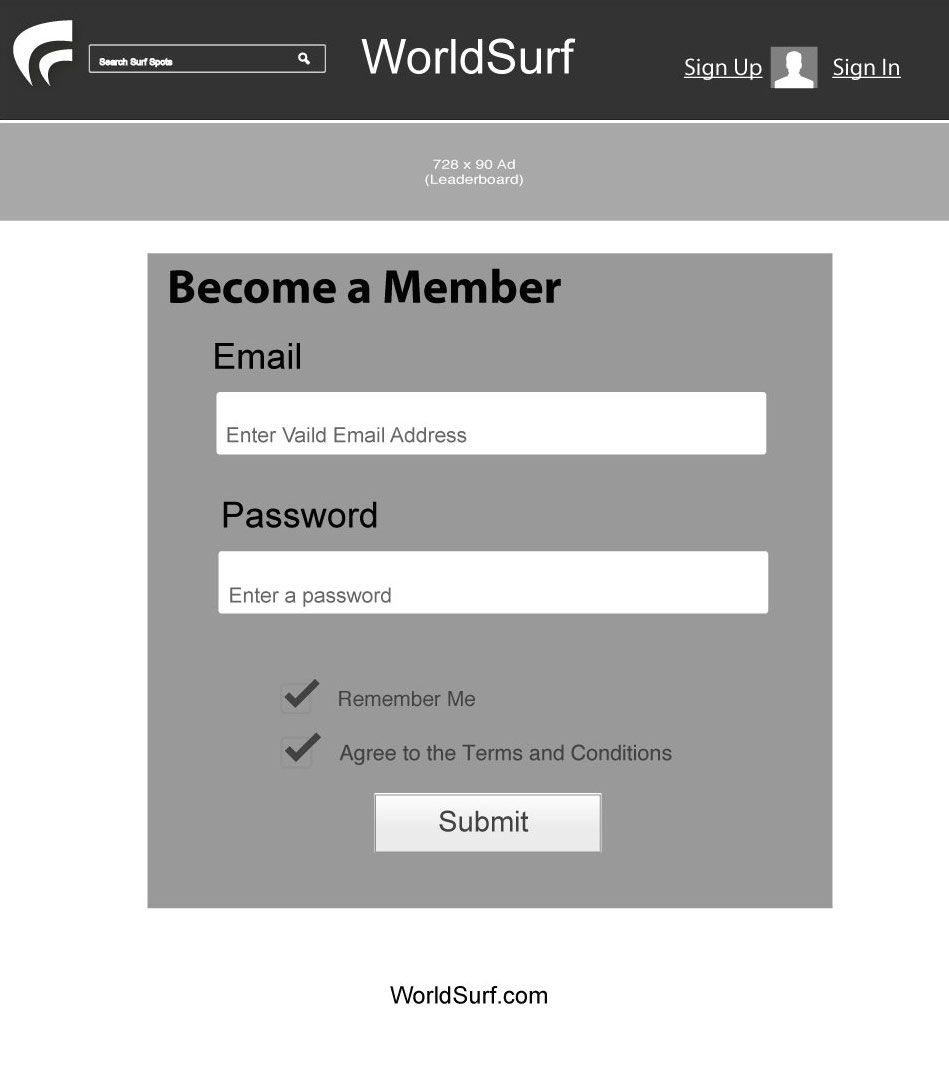 Search Surf Spots
WorldSurf
Sign Up
Sign In
728 x 90 Ad
(Leaderboard)
Become a Member
Email
Enter Vaild Email Address
Password
Enter a password
Remember Me
Agree to the Terms and Conditions
Submit
WorldSurf.com